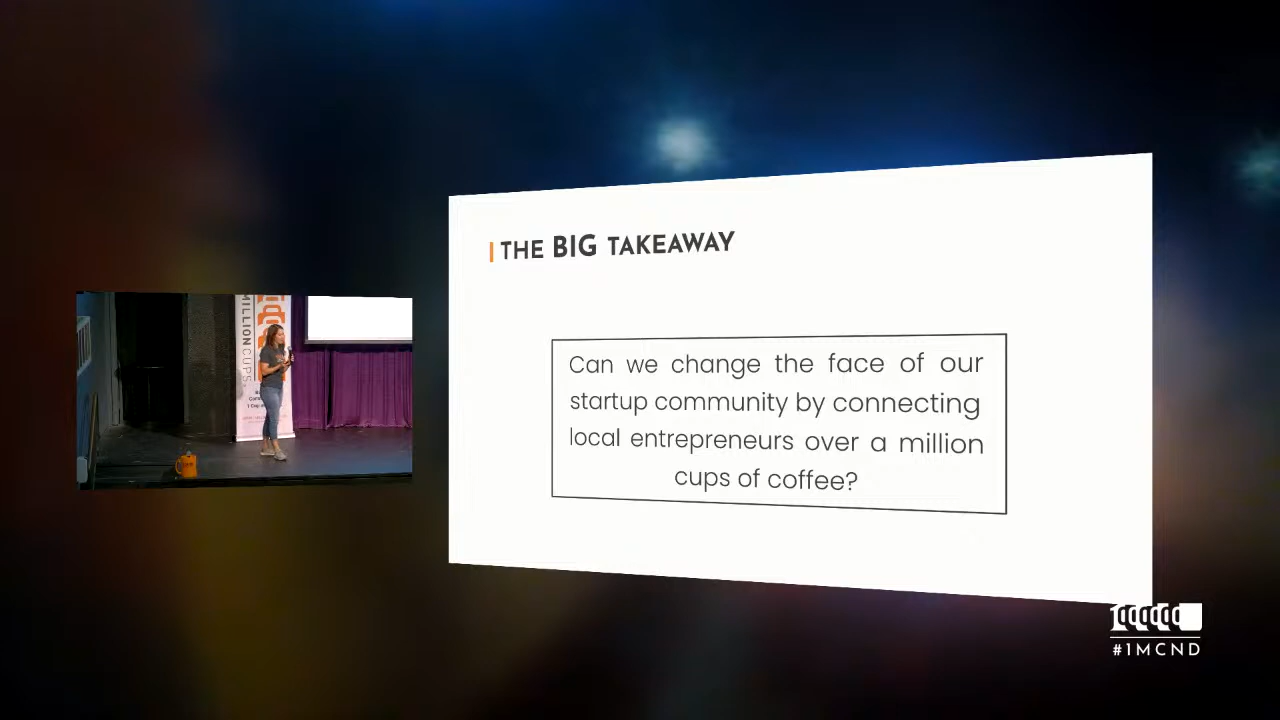 THE BIG TAKEAWAY
Can we change the face of our
startup community by connecting
local entrepreneurs over a million
cups of coffee?
MILLION CUPS
#1MCND